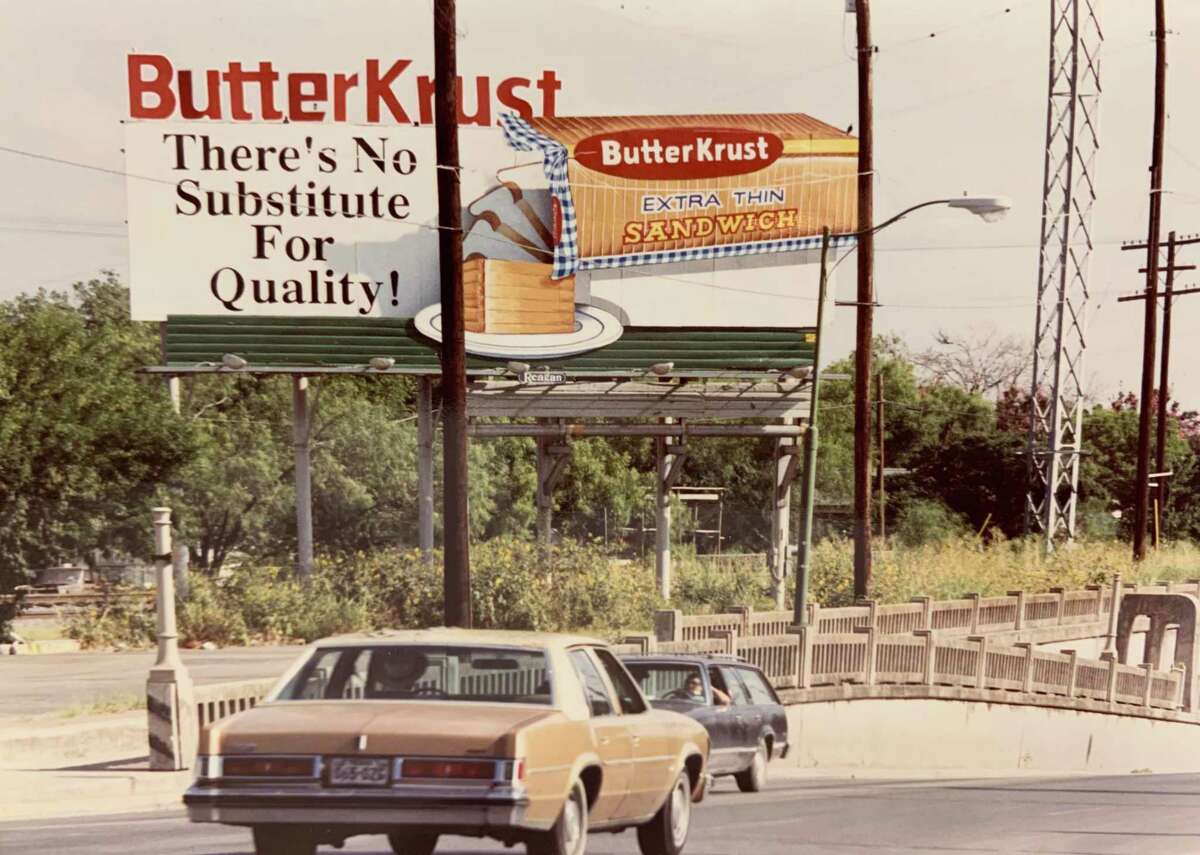 ButterKrust
There's No
Substitute
For
Quality!
ButterKrust
EXTRA THIN
SANDWICH
Reagan